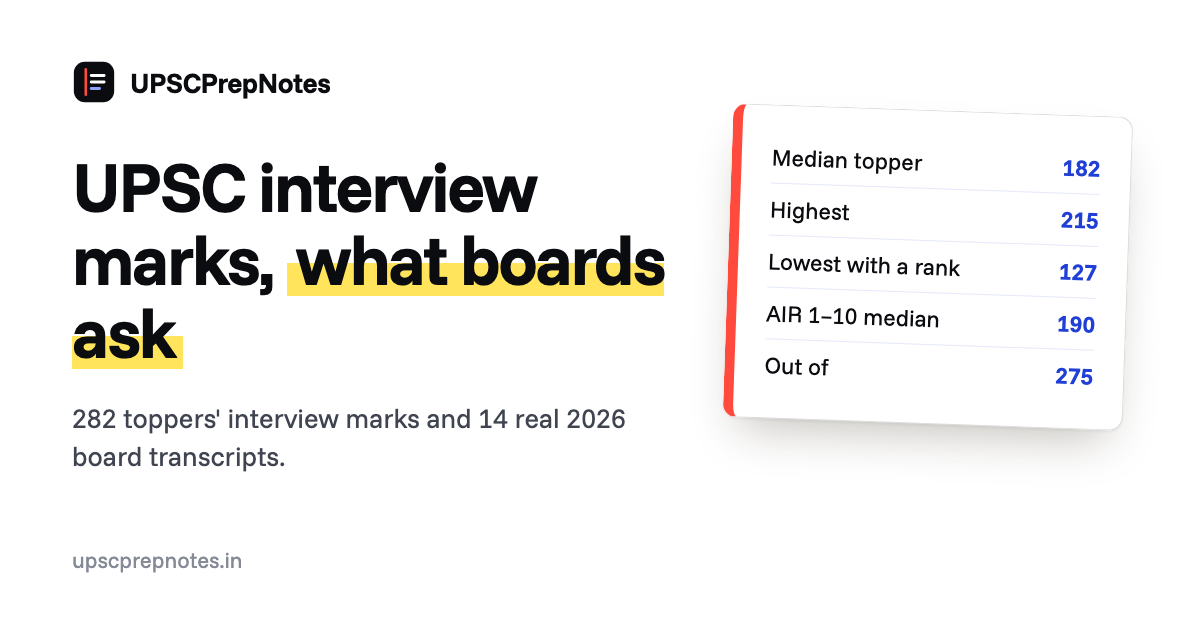 UPSCPrepNotes
UPSC interview
marks, what boards
ask
282 toppers' interview marks and 14 real 2026
board transcripts.
upscprepnotes.in
Median topper 182
Highest 215
Lowest with a rank 127
AIR 1–10 median 190
Out of 275